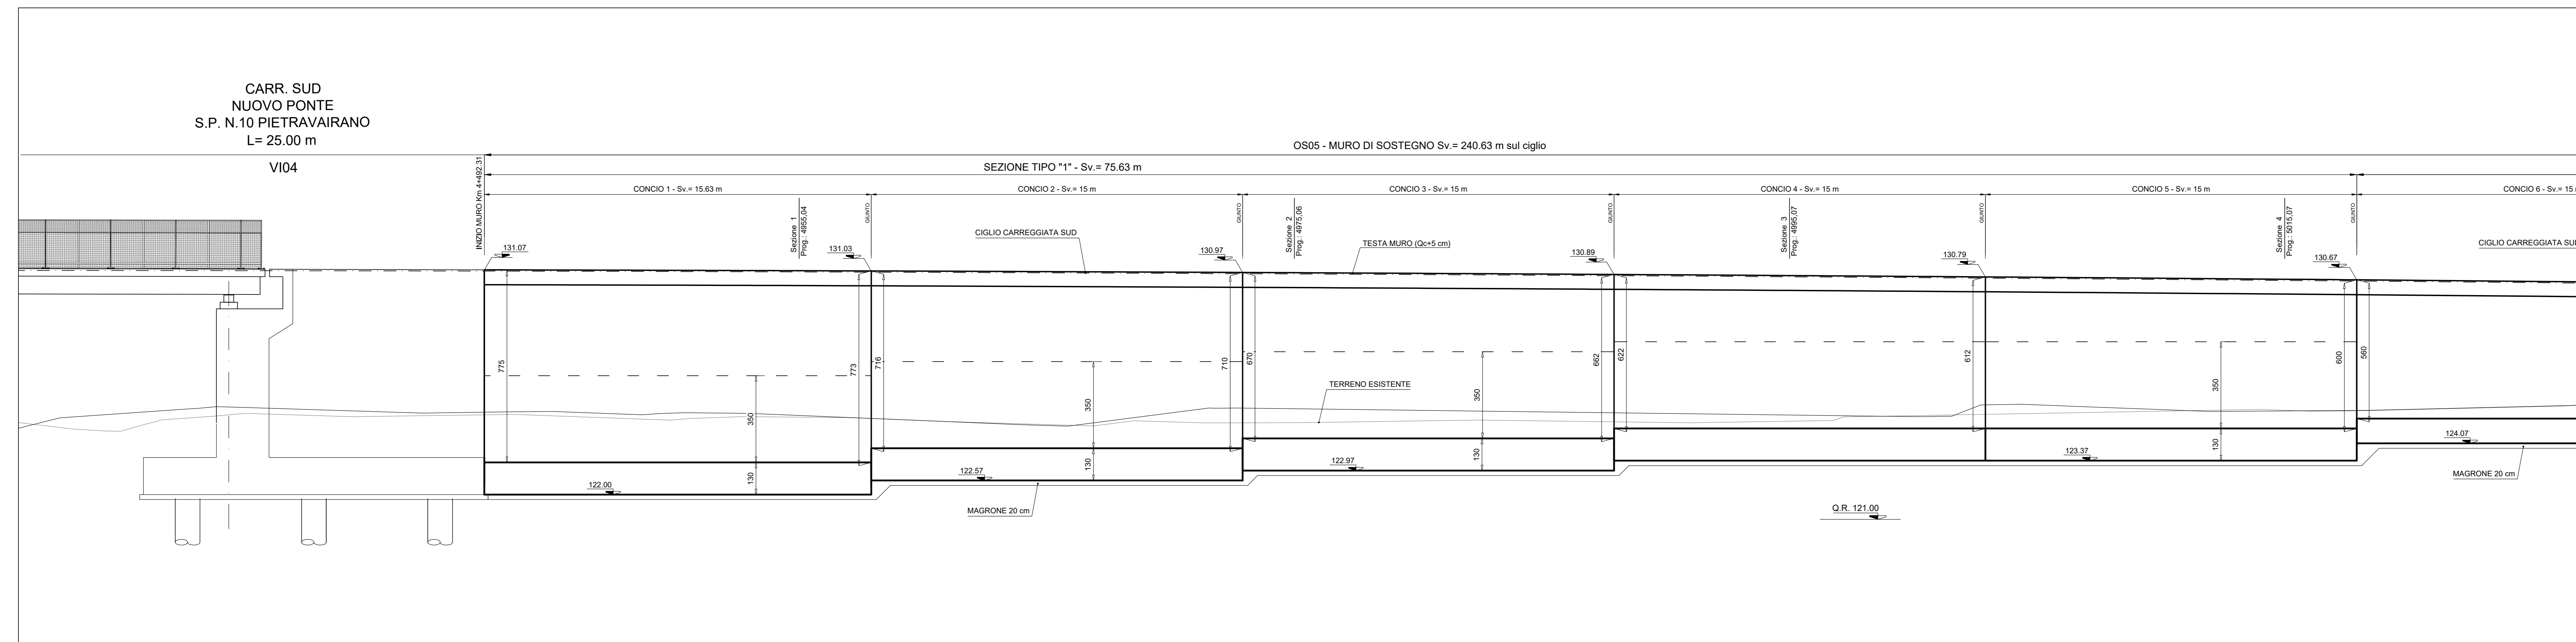 CARR. SUD
NUOVO PONTE
S.P. N.10 PIETRAVAIRANO
L= 25.00 m
VI04
OS05 - MURO DI SOSTEGNO Sv.= 240.63 m sul ciglio
SEZIONE TIPO "1" - Sv.= 75.63 m
CONCIO 1 - Sv.= 15.63 m
CONCIO 2 - Sv.= 15 m
CONCIO 3 - Sv.= 15 m
CONCIO 4 - Sv.= 15 m
CONCIO 5 - Sv.= 15 m
CONCIO 6 - Sv.= 15
INIZIO MURO Km 4+492.31
Sezione 1
Prog.: 4955,04
GIUNTO
GIUNTO
Sezione 2
Prog.: 4975,06
GIUNTO
Sezione 3
Prog.: 4995,07
GIUNTO
Sezione 4
Prog.: 5015,07
GIUNTO
131.07
131.03
CIGLIO CARREGGIATA SUD
130.97
TESTA MURO (Qc+5 cm)
130.89
130.79
130.67
CIGLIO CARREGGIATA SUD
775
773
716
710
670
662
622
612
600
560
350
350
350
350
TERRENO ESISTENTE
130
130
130
130
122.00
122.57
122.97
123.37
124.07
MAGRONE 20 cm
MAGRONE 20 cm
Q.R. 121.00